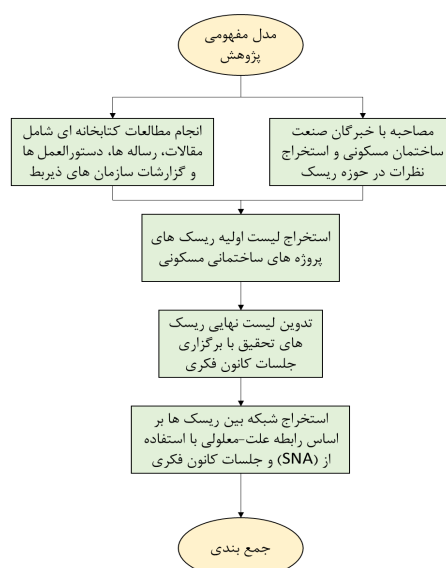 مدل مفهومی
پژوهش
مصاحبه با خبرگان صنعت
ساختمان مسکونی و استخراج
نظرات در حوزه ریسک
انجام مطالعات کتابخانه ای شامل
مقالات، رساله ها، دستورالعمل ها
و گزارشات سازمان های ذیربط
استخراج لیست اولیه ریسک های
پروژه های ساختمانی مسکونی
تدوین لیست نهایی ریسک
های تحقیق با برگزاری
جلسات کانون فکری
استخراج شبکه بین ریسک ها بر
اساس رابطه علت-معلولی با استفاده
از (SNA) و جلسات کانون فکری
جمع بندی